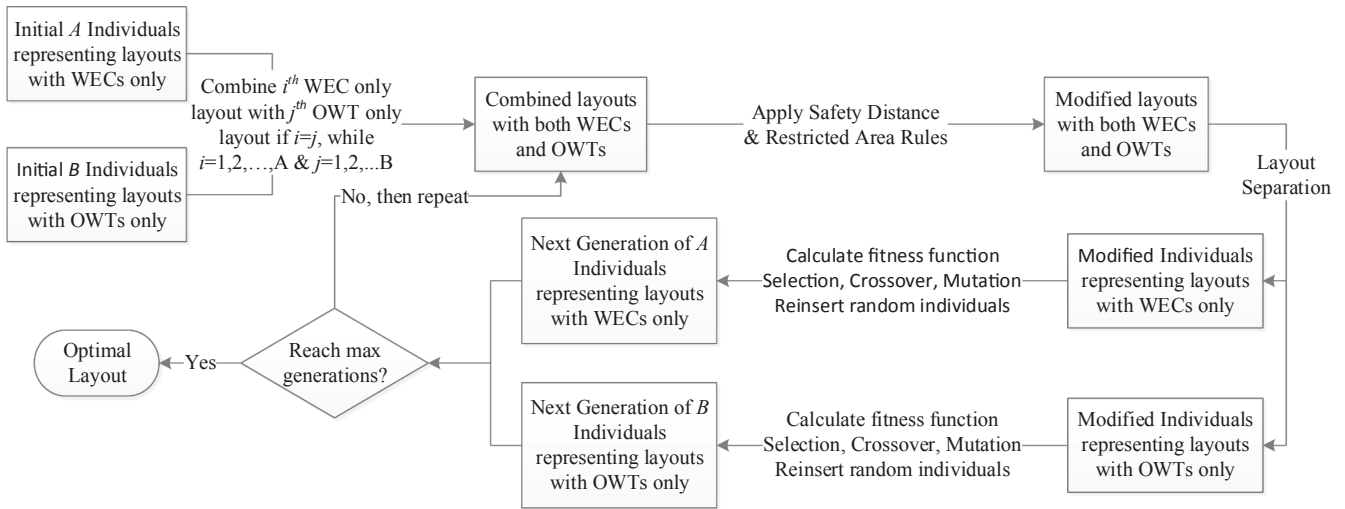 Initial A Individuals
representing layouts
with WECs only
Initial B Individuals
representing layouts
with OWTs only
Combine i^th WEC only
layout with j^th OWT only
layout if i=j, while
i=1,2,…,A & j=1,2,...B
Combined layouts
with both WECs
and OWTs
Apply Safety Distance
& Restricted Area Rules
Modified layouts
with both WECs
and OWTs
Layout
Separation
Modified Individuals
representing layouts
with WECs only
Calculate fitness function
Selection, Crossover, Mutation
Reinsert random individuals
Next Generation of A
Individuals
representing layouts
with WECs only
Modified Individuals
representing layouts
with OWTs only
Calculate fitness function
Selection, Crossover, Mutation
Reinsert random individuals
Next Generation of B
Individuals
representing layouts
with OWTs only
Reach max
generations?
No, then repeat
Yes
Optimal
Layout